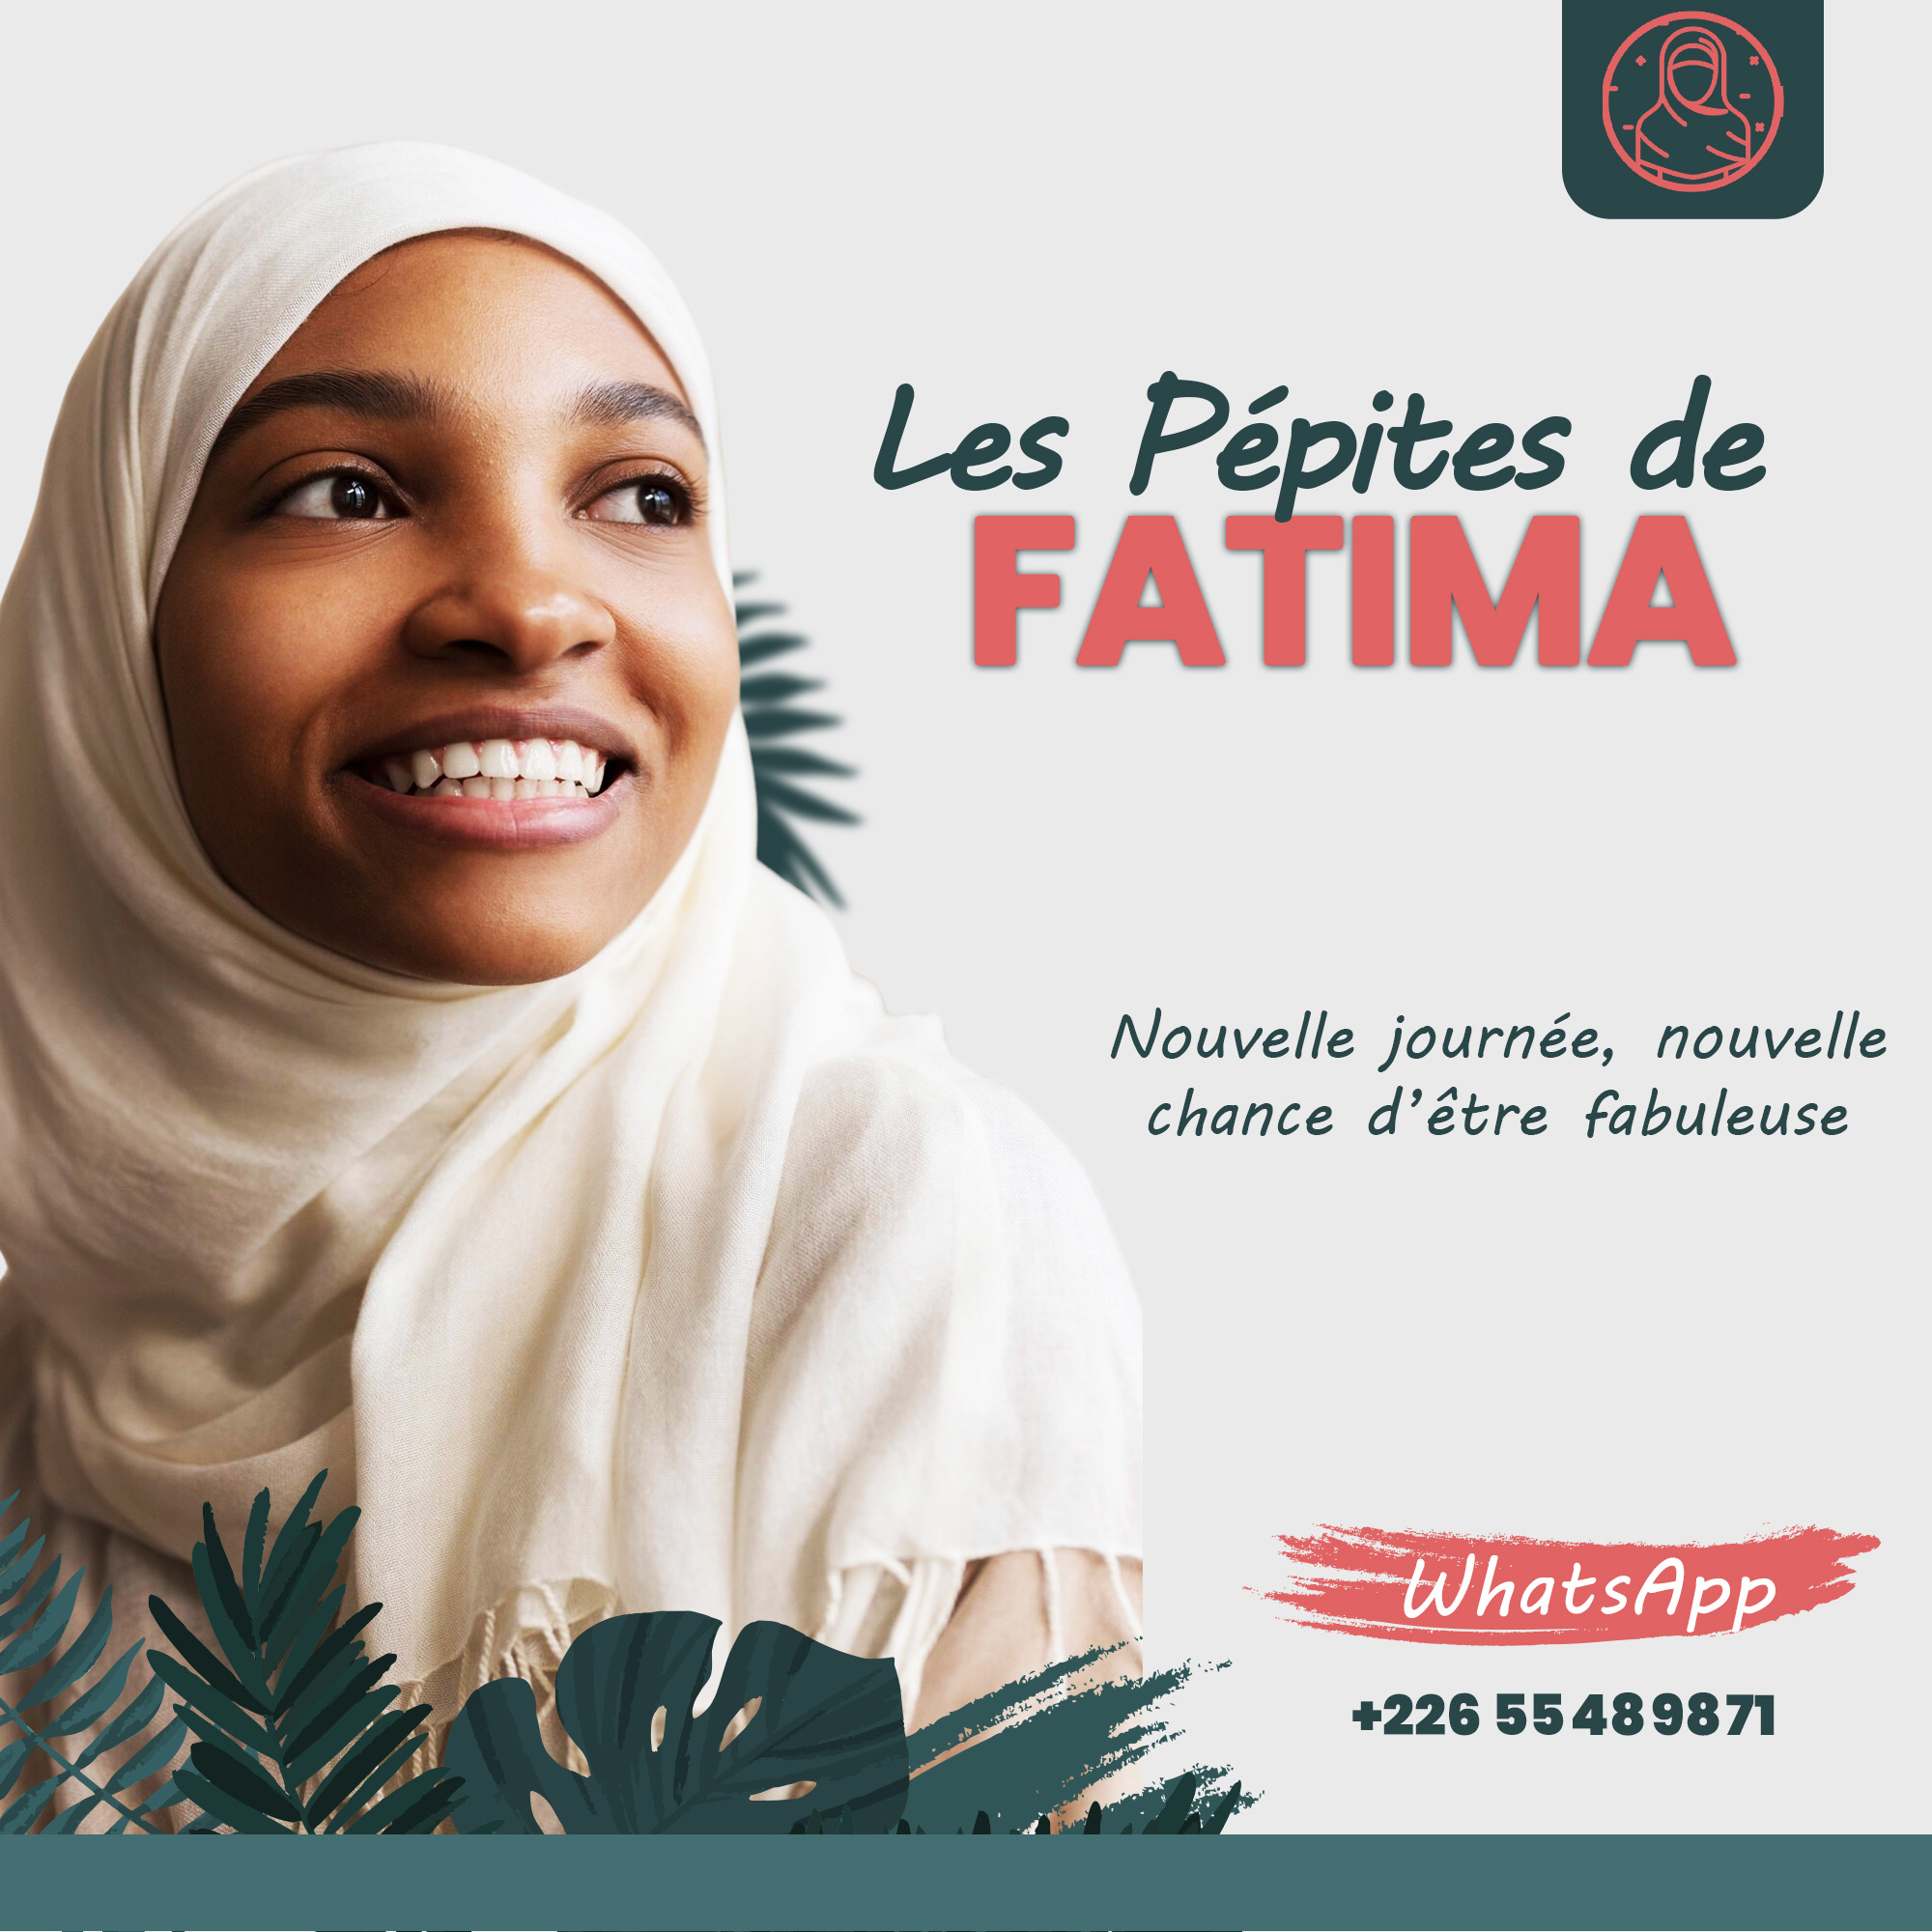 Les Pépites de
FATIMA
Nouvelle journée, nouvelle
chance d’être fabuleuse
WhatsApp
+226 55489871